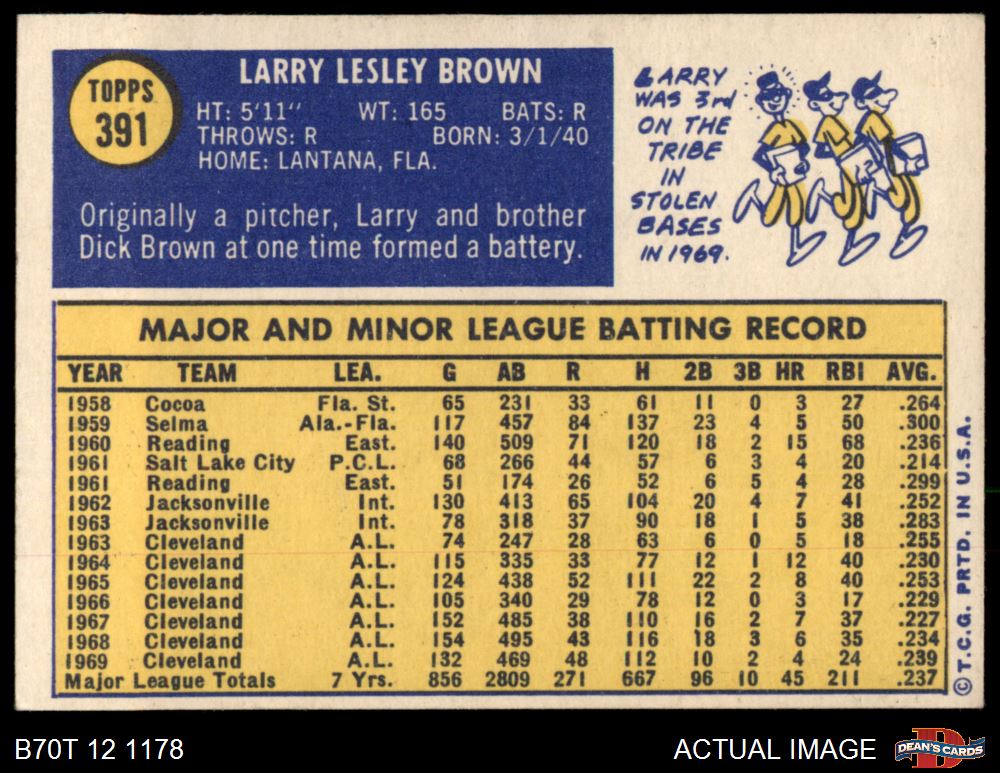 TOPPS
391
LARRY LESLEY BROWN
HT: 5'11" WT: 165 BATS: R
THROWS: R BORN: 3/1/40
HOME: LANTANA, FLA.
Originally a pitcher, Larry and brother
Dick Brown at one time formed a battery.
LARRY
WAS 3rd
ON THE
TRIBE
IN
STOLEN
BASES
IN 1969.
MAJOR AND MINOR LEAGUE BATTING RECORD
YEAR TEAM LEA. G AB R H 2B 3B HR RBI AVG.
1958 Cocoa Fla. St. 65 231 33 61 11 0 3 27 .264
1959 Selma Ala.-Fla. 117 457 84 137 23 4 5 50 .300
1960 Reading East. 140 509 71 120 18 2 15 68 .236
1961 Salt Lake City P.C.L. 68 266 44 57 6 3 4 20 .214
1961 Reading East. 51 174 26 52 6 5 4 28 .299
1962 Jacksonville Int. 130 413 65 104 20 4 7 41 .252
1963 Jacksonville Int. 78 318 37 90 18 1 5 38 .283
1963 Cleveland A.L. 74 247 28 63 6 0 5 18 .255
1964 Cleveland A.L. 115 335 33 77 12 1 12 40 .230
1965 Cleveland A.L. 124 438 52 111 22 2 8 40 .253
1966 Cleveland A.L. 105 340 29 78 12 0 3 17 .229
1967 Cleveland A.L. 152 485 38 110 16 2 7 37 .227
1968 Cleveland A.L. 154 495 43 116 18 3 6 35 .234
1969 Cleveland A.L. 132 469 48 112 10 2 4 24 .239
Major League Totals 7 Yrs. 856 2809 271 667 96 10 45 211 .237
© T.C.G. PRTD. IN U.S.A.
B70T 12 1178
ACTUAL IMAGE
DEAN'S CARDS